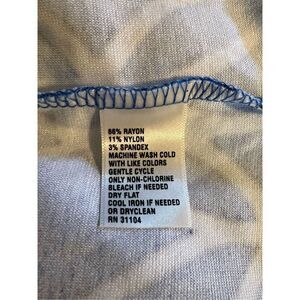 86% RAYON
11% NYLON
3% SPANDEX
MACHINE WASH COLD
WITH LIKE COLORS
GENTLE CYCLE
ONLY NON-CHLORINE
BLEACH IF NEEDED
DRY FLAT
COOL IRON IF NEEDED
OR DRYCLEAN
RN 31104